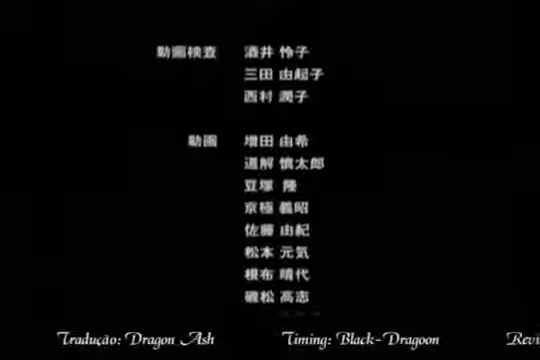 動画検査 酒井 怜子
三田 由起子
西村 潤子
動画 増田 由希
道解 慎太郎
豆塚 隆
京極 義昭
佐藤 由紀
松本 元気
根布 晴代
磯松 高志
Tradução: Dragon Ash Timing: Black-Dragoon Revi